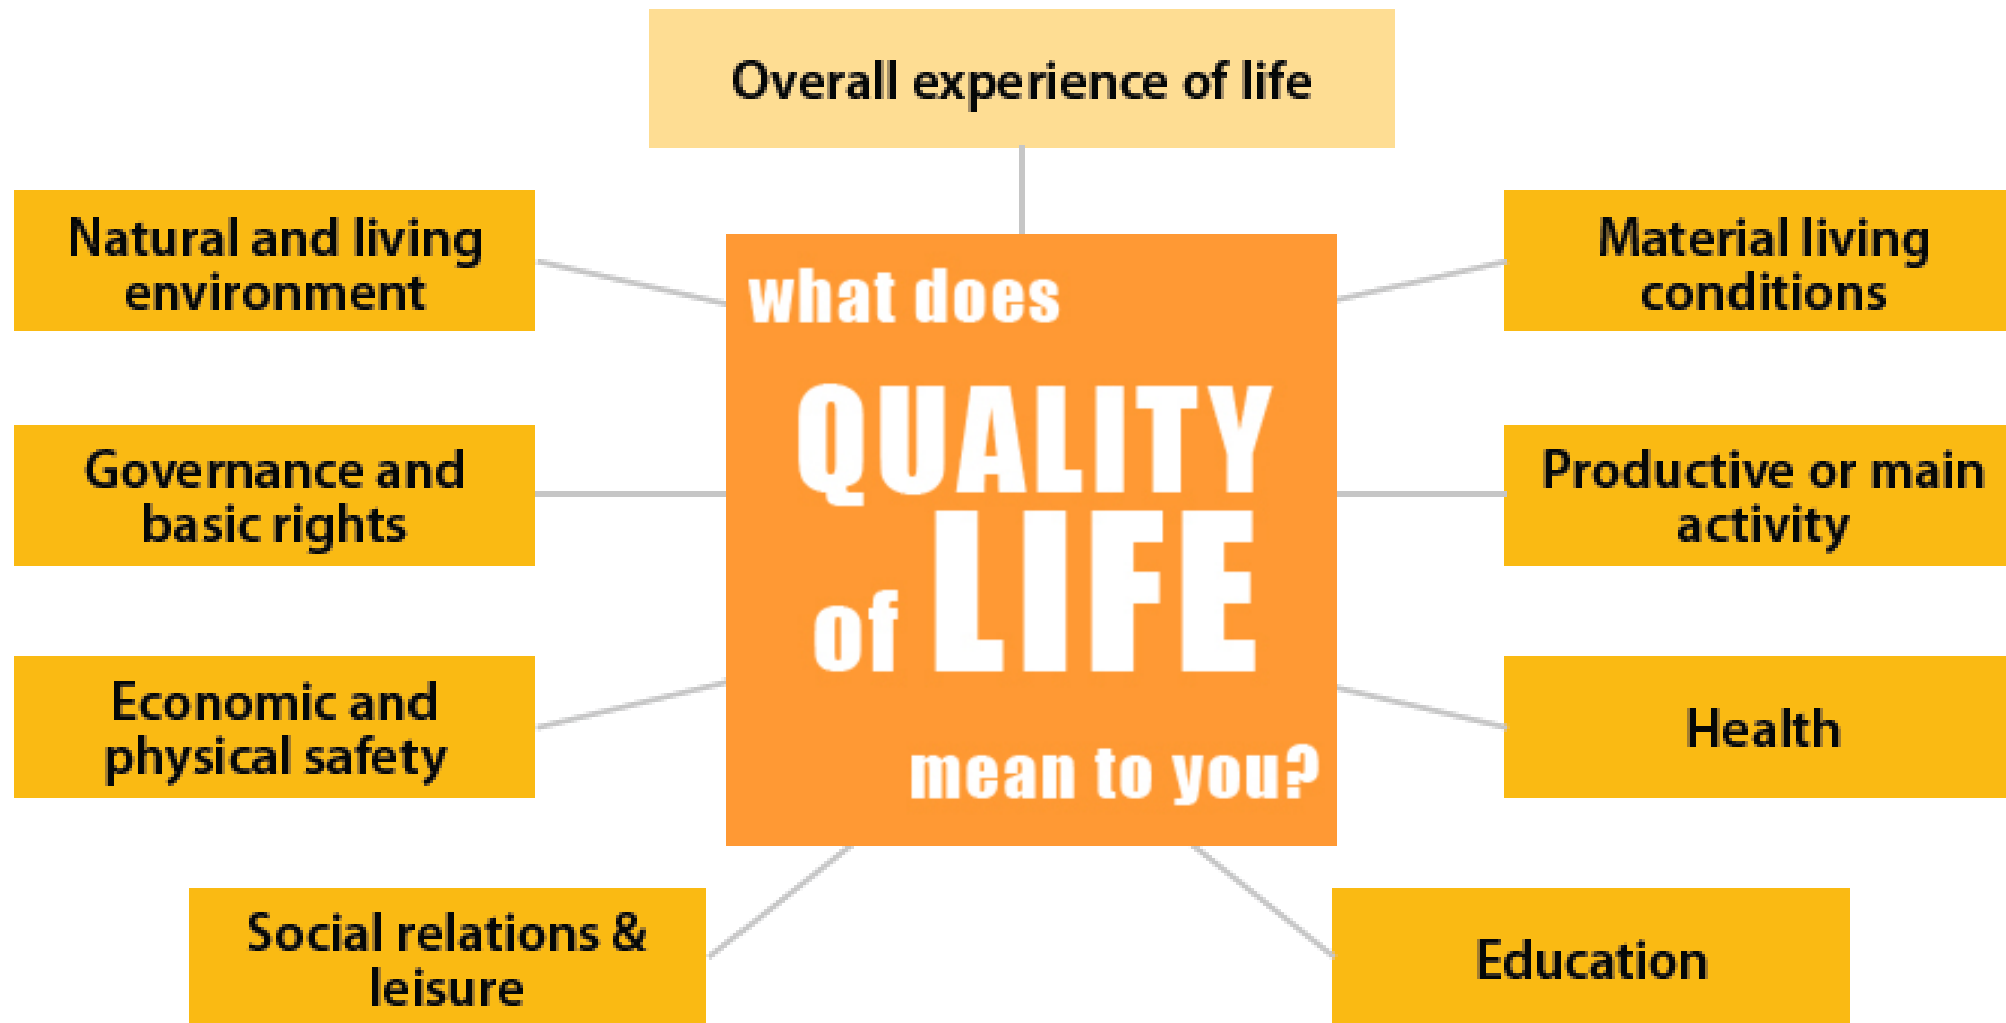 Overall experience of life
Natural and living
environment
Material living
conditions
what does
QUALITY
of LIFE
mean to you?
Governance and
basic rights
Productive or main
activity
Economic and
physical safety
Health
Social relations &
leisure
Education